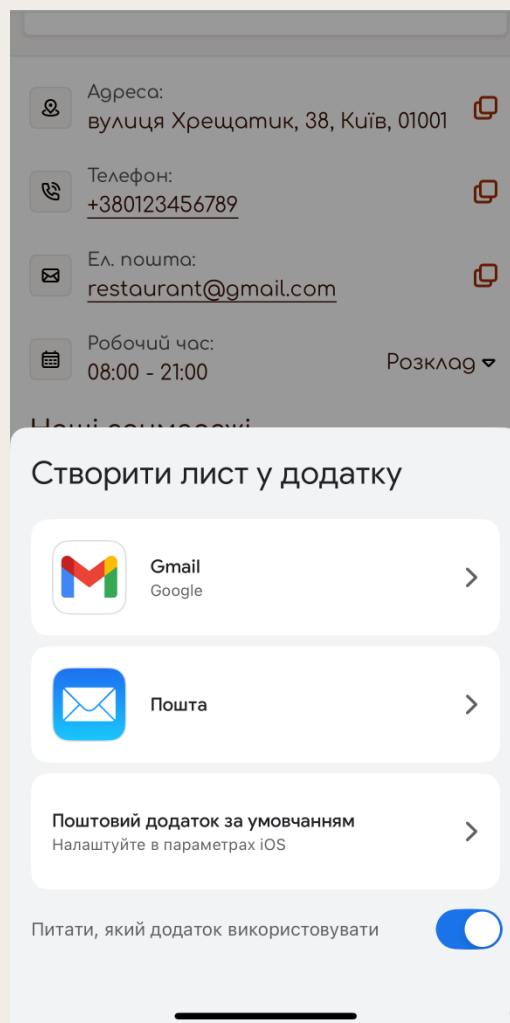 Адреса:
вулиця Хрещатик, 38, Київ, 01001
Телефон:
+380123456789
Ел. пошта:
restaurant@gmail.com
Робочий час:
08:00 - 21:00
Розклад
Створити лист у додатку
Gmail
Google
Пошта
Поштовий додаток за умовчанням
Налаштуйте в параметрах iOS
Питати, який додаток використовувати